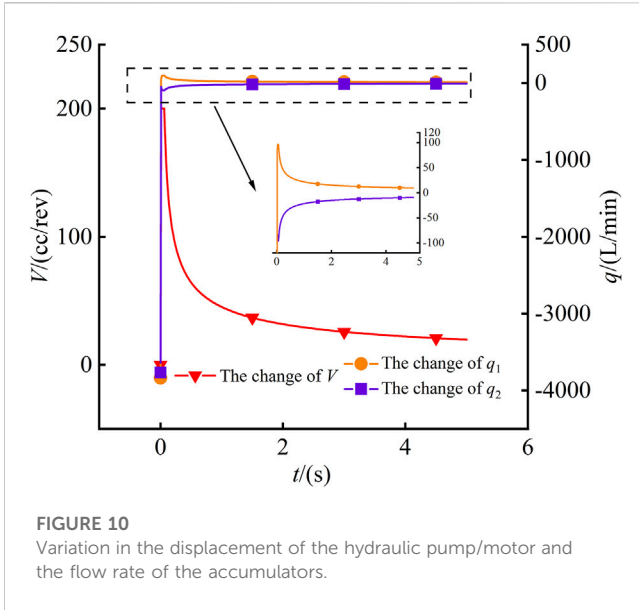 250
200
100
0
V/(cc/rev)
500
0
-1000
-2000
-3000
-4000
q/(L/min)
120
100
50
0
-50
-100
0 2 4 5
The change of V
The change of q₁
The change of q₂
0 2 4 6
t/(s)
FIGURE 10
Variation in the displacement of the hydraulic pump/motor and
the flow rate of the accumulators.